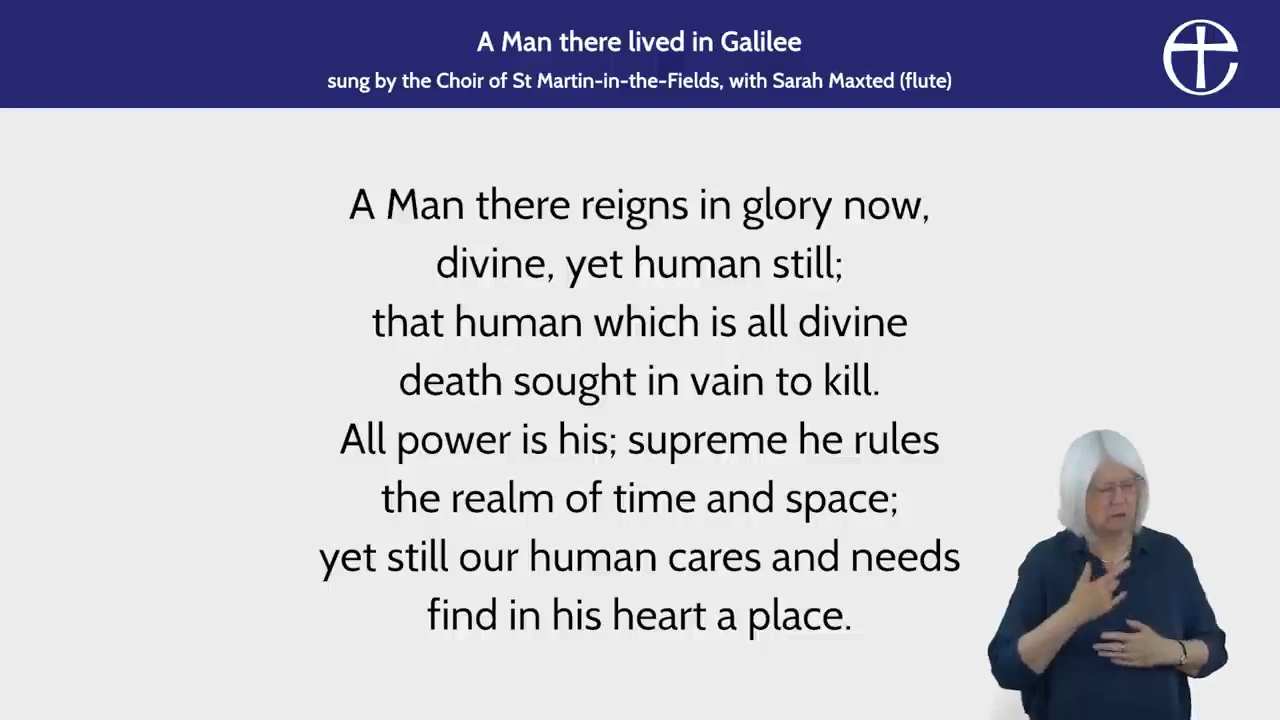 A Man there lived in Galilee
sung by the Choir of St Martin-in-the-Fields, with Sarah Maxted (flute)
A Man there reigns in glory now,
divine, yet human still;
that human which is all divine
death sought in vain to kill.
All power is his; supreme he rules
the realm of time and space;
yet still our human cares and needs
find in his heart a place.